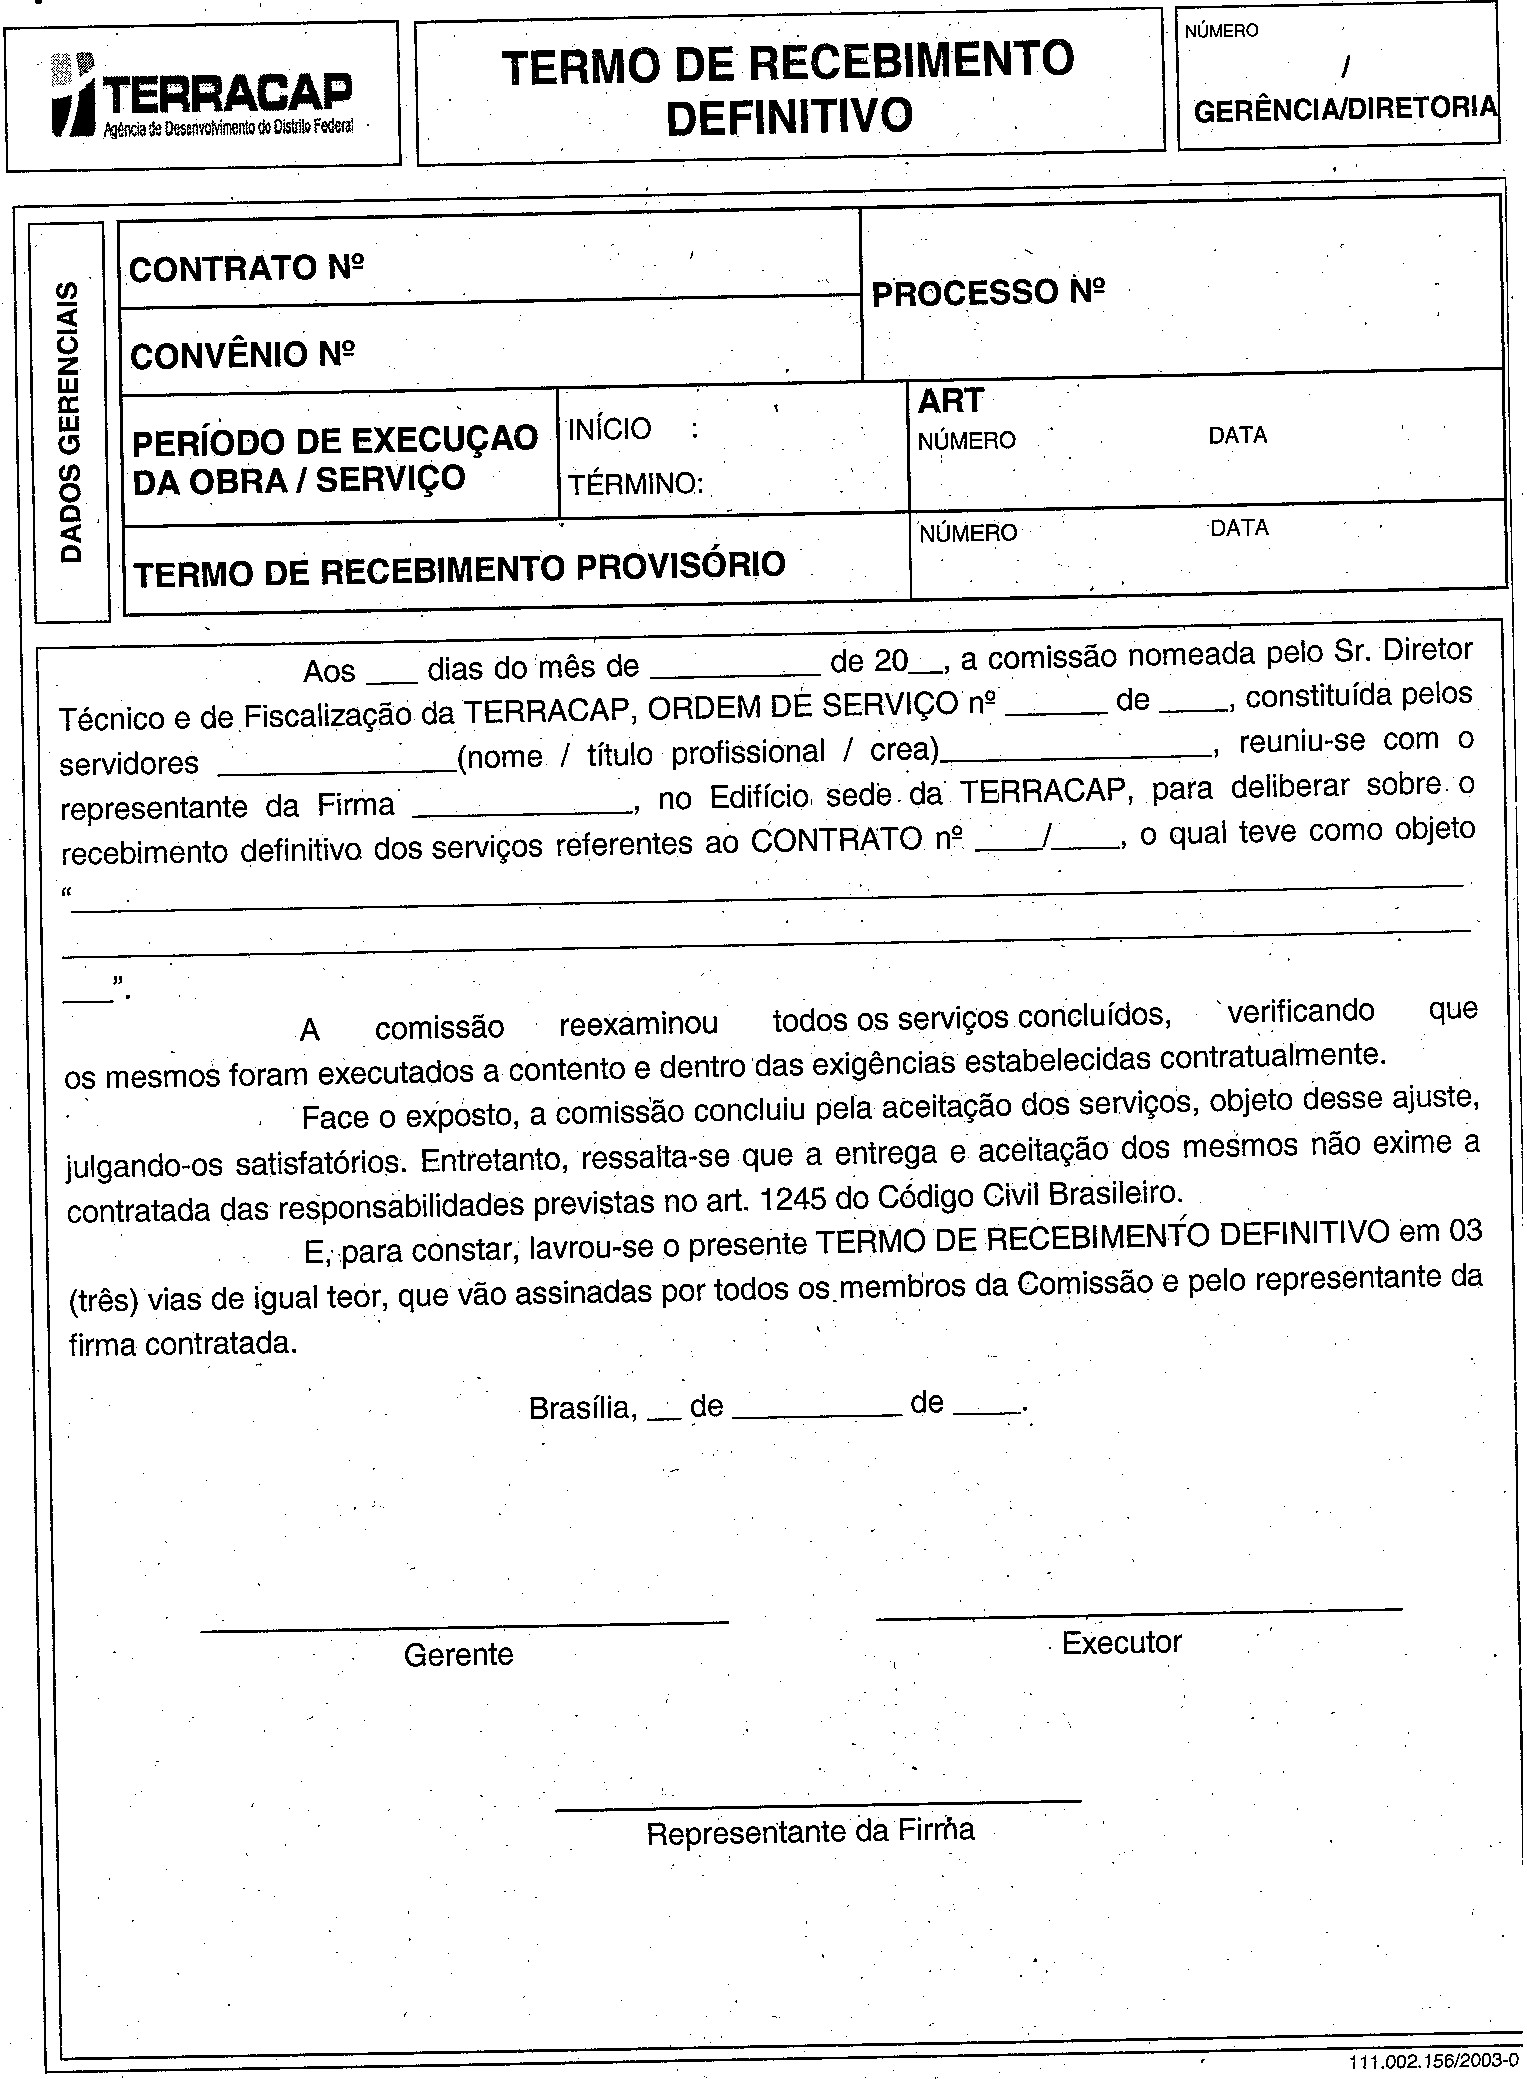 TERRACAP
Agência de Desenvolvimento do Distrito Federal
TERMO DE RECEBIMENTO
DEFINITIVO
NÚMERO
/
GERÊNCIA/DIRETORIA
DADOS GERENCIAIS
CONTRATO Nº
PROCESSO Nº
CONVÊNIO Nº
PERÍODO DE EXECUÇAO
DA OBRA / SERVIÇO
INÍCIO :
TÉRMINO:
ART
NÚMERO DATA
TERMO DE RECEBIMENTO PROVISÓRIO
NÚMERO DATA
Aos ___ dias do mês de __________ de 20__, a comissão nomeada pelo Sr. Diretor
Técnico e de Fiscalização da TERRACAP, ORDEM DE SERVIÇO nº ______ de ____, constituída pelos
servidores ______________(nome / título profissional / crea)________________, reuniu-se com o
representante da Firma _____________, no Edifício sede da TERRACAP, para deliberar sobre o
recebimento definitivo dos serviços referentes ao CONTRATO nº ____/____, o qual teve como objeto
“__________________________________________________________________
___________________________________________________________________
___”.
A comissão reexaminou todos os serviços concluídos, verificando que
os mesmos foram executados a contento e dentro das exigências estabelecidas contratualmente.
Face o exposto, a comissão concluiu pela aceitação dos serviços, objeto desse ajuste,
julgando-os satisfatórios. Entretanto, ressalta-se que a entrega e aceitação dos mesmos não exime a
contratada das responsabilidades previstas no art. 1245 do Código Civil Brasileiro.
E, para constar, lavrou-se o presente TERMO DE RECEBIMENTO DEFINITIVO em 03
(três) vias de igual teor, que vão assinadas por todos os membros da Comissão e pelo representante da
firma contratada.
Brasília, __ de __________ de ____.
Gerente
Executor
Representante da Firma
111.002.156/2003-0